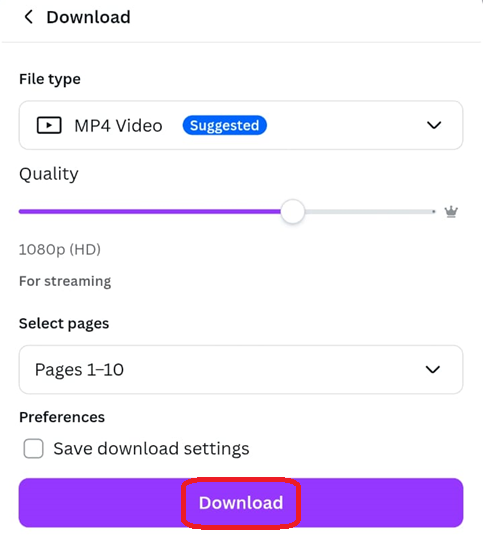 Download
File type
MP4 Video Suggested
Quality
1080p (HD)
For streaming
Select pages
Pages 1–10
Preferences
Save download settings
Download